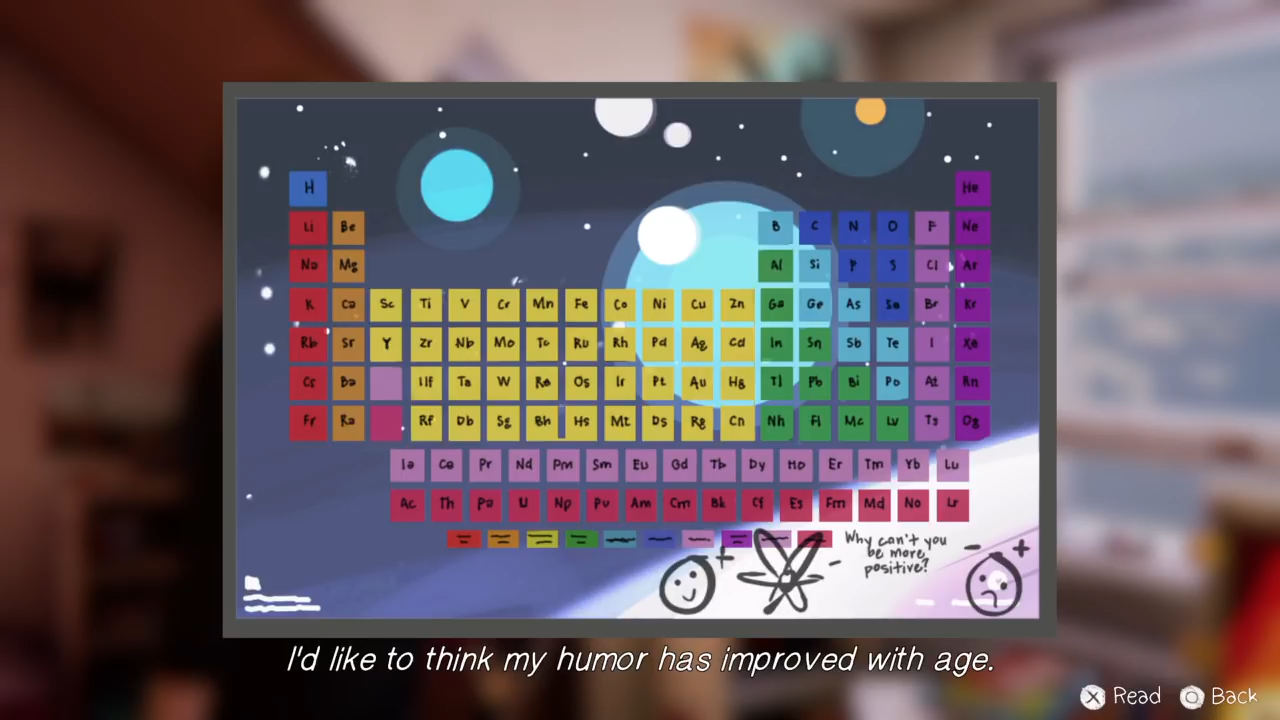 H He
Li Be B C N O F Ne
Na Mg Al Si P S Cl Ar
K Ca Sc Ti V Cr Mn Fe Co Ni Cu Zn Ga Ge As Se Br Kr
Rb Sr Y Zr Nb Mo Tc Ru Rh Pd Ag Cd In Sn Sb Te I Xe
Cs Ba Hf Ta W Re Os Ir Pt Au Hg Tl Pb Bi Po At Rn
Fr Ra Rf Db Sg Bh Hs Mt Ds Rg Cn Nh Fl Mc Lv Ts Og
La Ce Pr Nd Pm Sm Eu Gd Tb Dy Ho Er Tm Yb Lu
Ac Th Pa U Np Pu Am Cm Bk Cf Es Fm Md No Lr
Why can't you
be more
positive?
+ - - +
I'd like to think my humor has improved with age.
X Read O Back